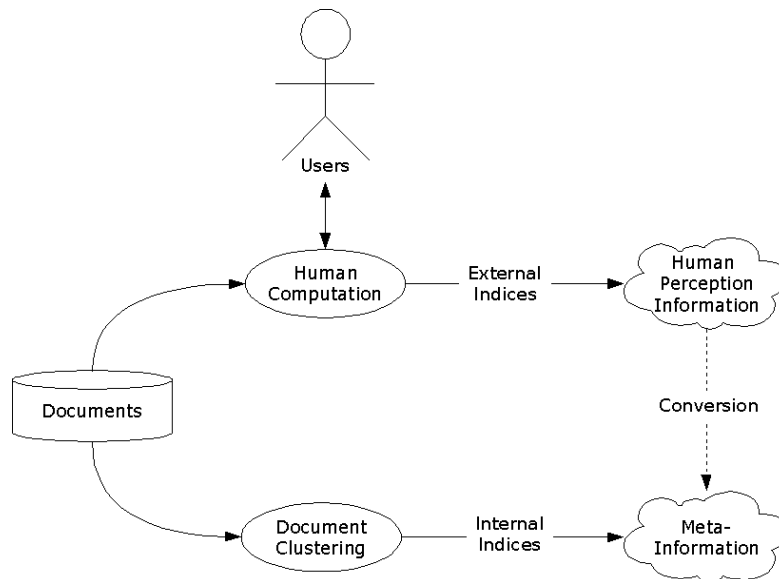 Users
Human
Computation
External
Indices
Human
Perception
Information
Documents
Conversion
Document
Clustering
Internal
Indices
Meta-
Information